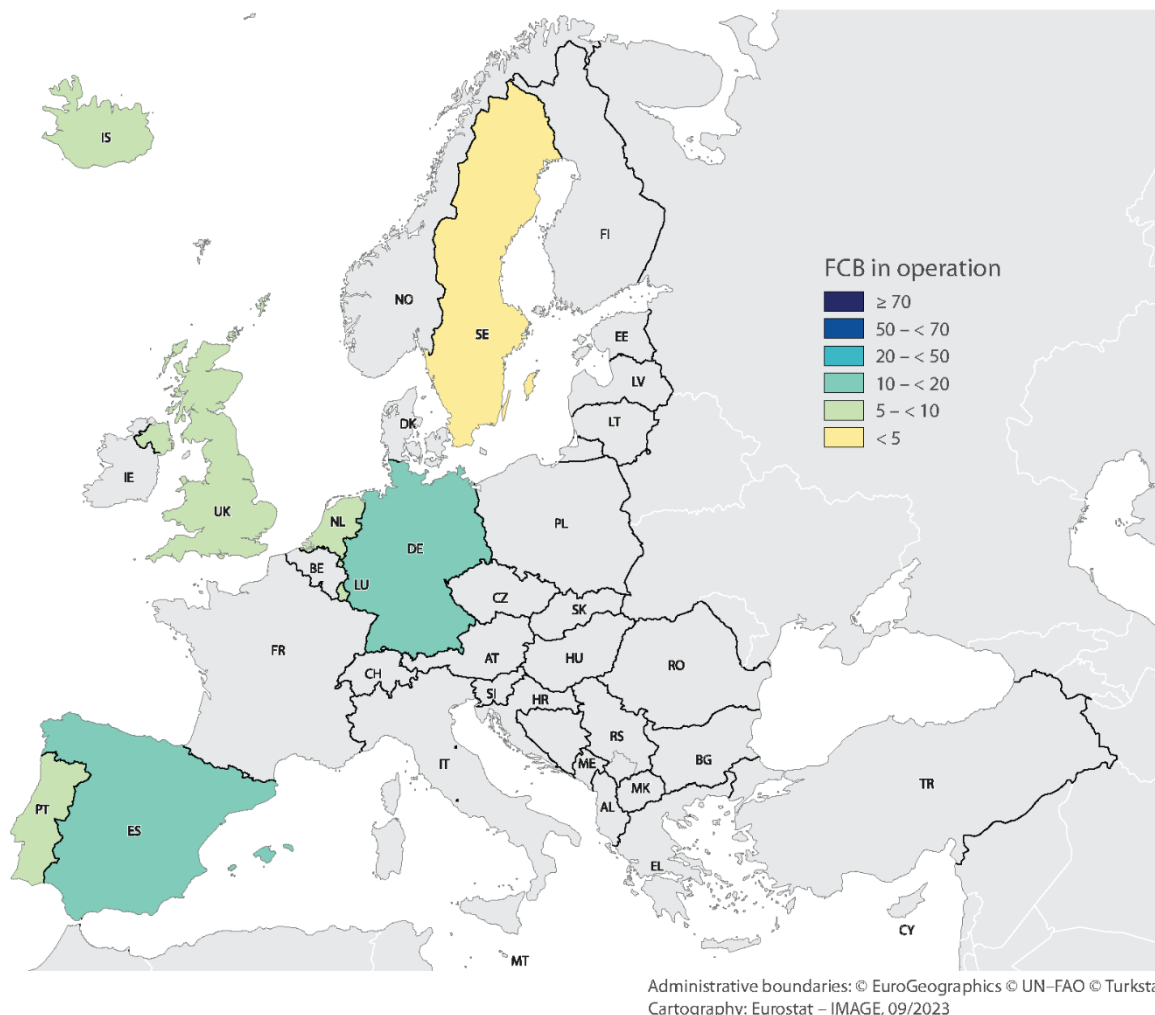 IS
FI
NO
SE
EE
LV
LT
DK
IE
UK
NL
PL
DE
BE
LU
CZ
SK
FR
AT
HU
CH
RO
SI
HR
RS
IT
ME
BG
MK
TR
PT
AL
ES
EL
CY
MT
FCB in operation
≥ 70
50 – < 70
20 – < 50
10 – < 20
5 – < 10
< 5
Administrative boundaries: © EuroGeographics © UN–FAO © Turksta
Cartography: Eurostat – IMAGE, 09/2023